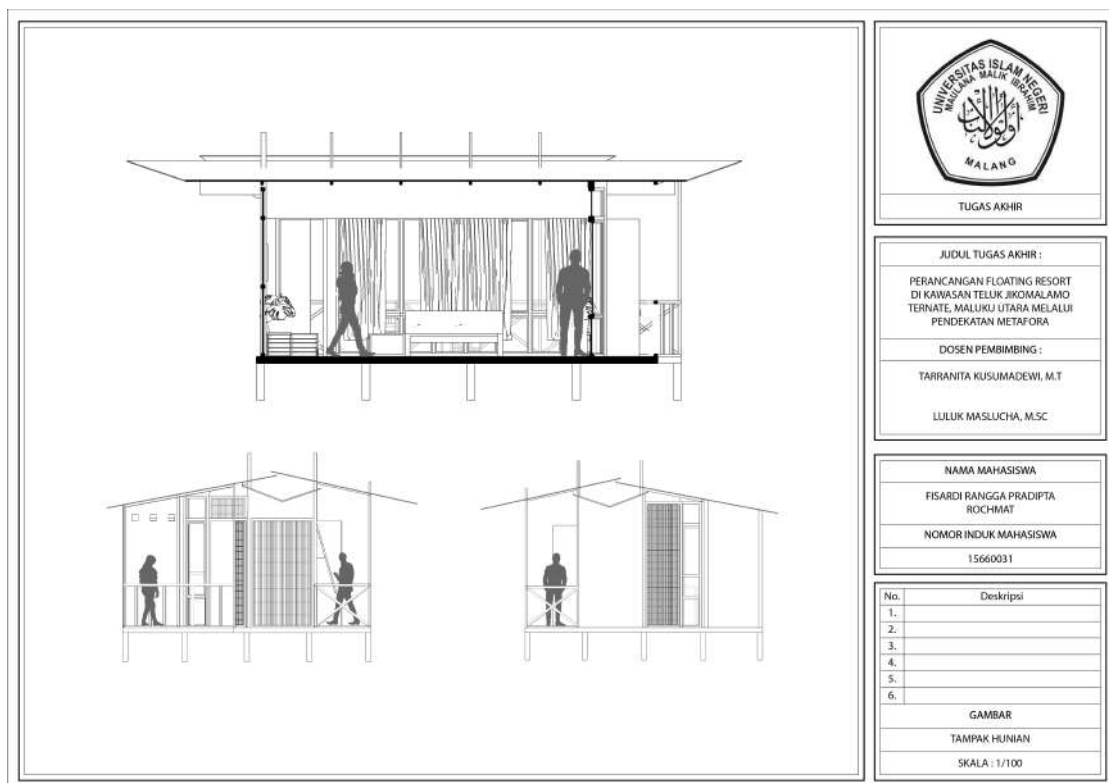 UNIVERSITAS ISLAM NEGERI
MAULANA MALIK IBRAHIM
أولو الألباب
MALANG
TUGAS AKHIR
JUDUL TUGAS AKHIR :
PERANCANGAN FLOATING RESORT
DI KAWASAN TELUK JIKOMALAMO
TERNATE, MALUKU UTARA MELALUI
PENDEKATAN METAFORA
DOSEN PEMBIMBING :
TARRANITA KUSUMADEWI, M.T
LULUK MASLUCHA, M.SC
NAMA MAHASISWA
FISARDI RANGGA PRADIPTA
ROCHMAT
NOMOR INDUK MAHASISWA
15660031
No. Deskripsi
1.
2.
3.
4.
5.
6.
GAMBAR
TAMPAK HUNIAN
SKALA : 1/100